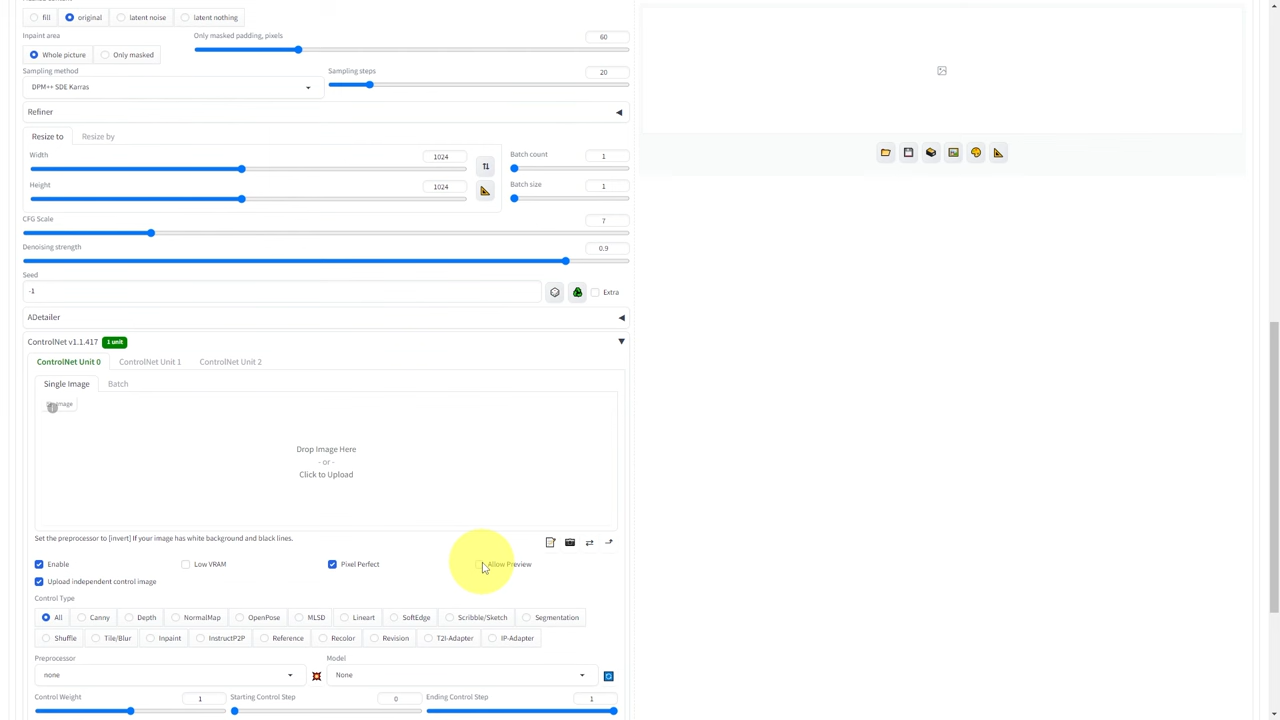 fill original latent noise latent nothing
Inpaint area Only masked padding, pixels 60
Whole picture Only masked
Sampling method Sampling steps 20
DPM++ SDE Karras
Refiner
Resize to Resize by
Width 1024 Batch count 1
Height 1024 Batch size 1
CFG Scale 7
Denoising strength 0.9
Seed
-1 Extra
ADetailer
ControlNet v1.1.417 1 unit
ControlNet Unit 0 ControlNet Unit 1 ControlNet Unit 2
Single Image Batch
Drop Image Here
- or -
Click to Upload
Set the preprocessor to [invert] If your image has white background and black lines.
Enable Low VRAM Pixel Perfect Allow Preview
Upload independent control image
Control Type
All Canny Depth NormalMap OpenPose MLSD Lineart SoftEdge Scribble/Sketch Segmentation
Shuffle Tile/Blur Inpaint InstructP2P Reference Recolor Revision T2I-Adapter IP-Adapter
Preprocessor Model
none None
Control Weight 1 Starting Control Step 0 Ending Control Step 1